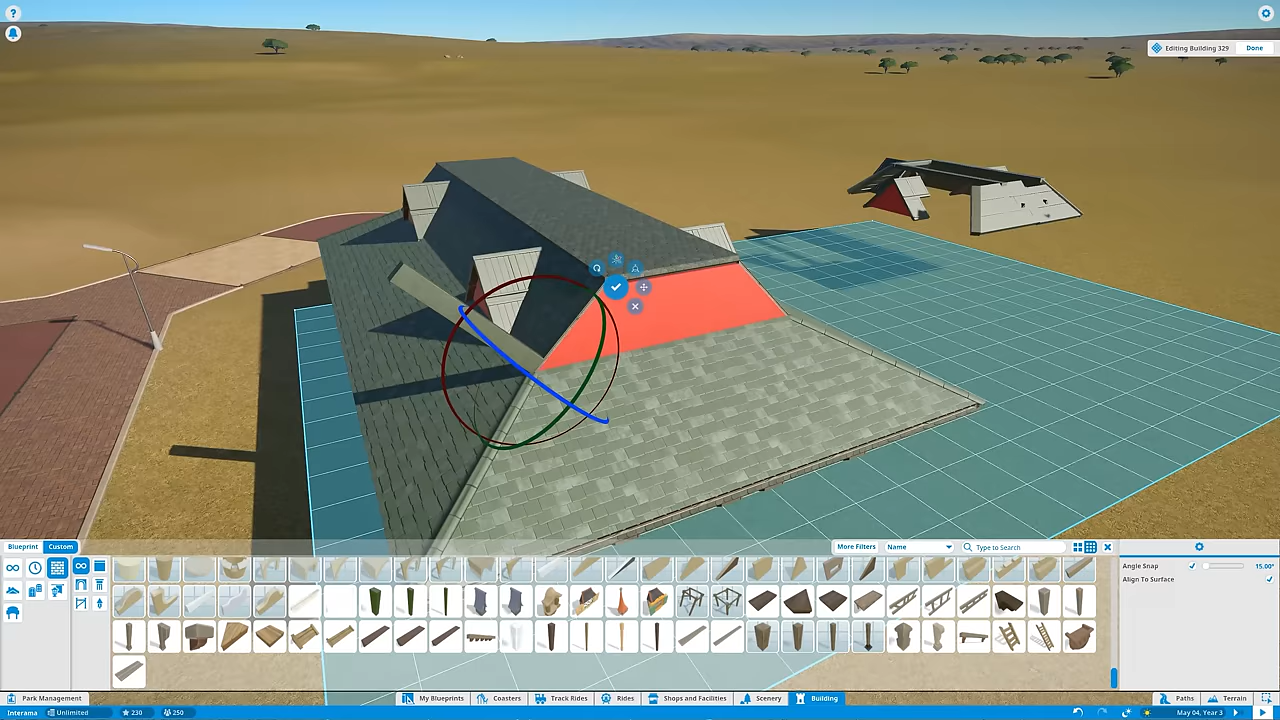 ?
Editing Building 329 Done
Blueprint Custom
More Filters Name Type to Search
Angle Snap 15.00°
Align To Surface
Park Management My Blueprints Coasters Track Rides Rides Shops and Facilities Scenery Building Paths Terrain
Interama Unlimited 230 250 May 04, Year 3